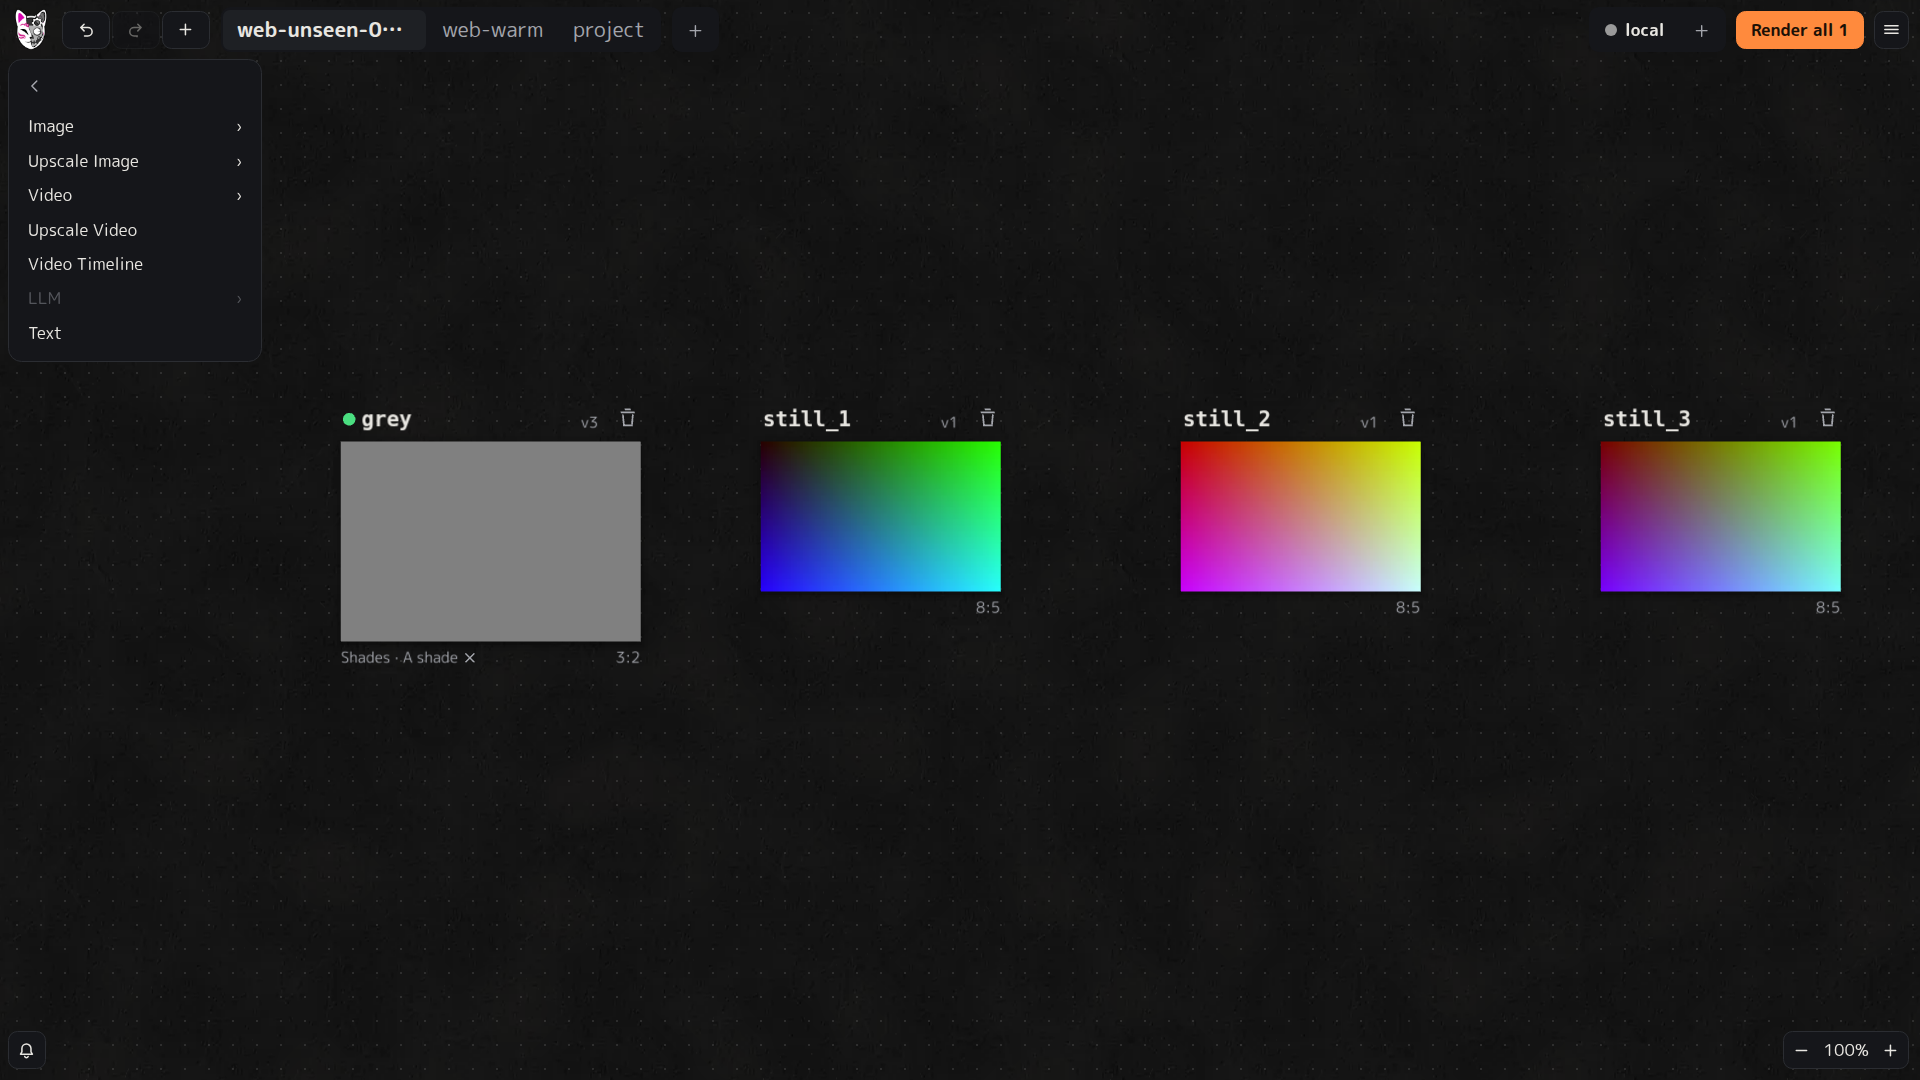 web-unseen-0··· web-warm project local Render all 1
Image
Upscale Image
Video
Upscale Video
Video Timeline
LLM
Text
grey v3
still_1 v1
still_2 v1
still_3 v1
8:5
8:5
8:5
Shades · A shade 3:2
100%